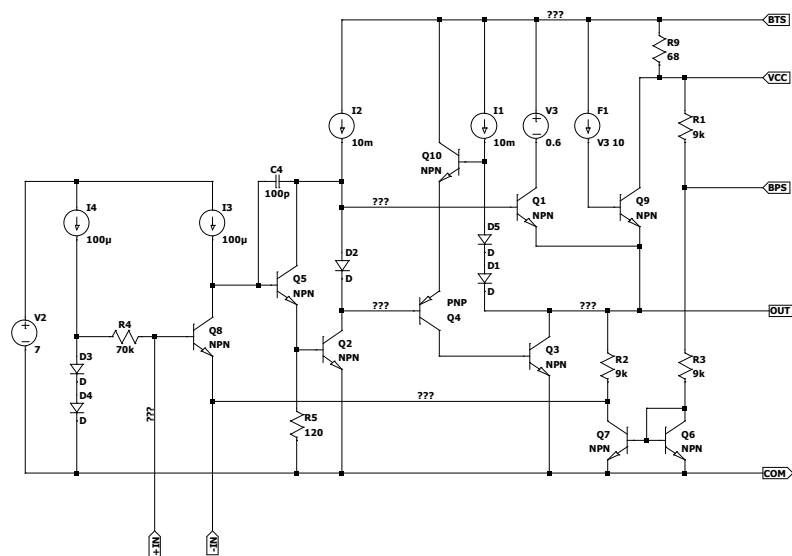 ???
BTS
R9
68
VCC
I2
10m
I1
10m
V3
0.6
F1
V3 10
R1
9k
C4
100p
Q10
NPN
BPS
I4
100µ
I3
100µ
???
Q1
NPN
Q9
NPN
D5
D
D2
D
D1
D
Q5
NPN
PNP
Q4
???
???
OUT
V2
7
R4
70k
Q8
NPN
Q2
NPN
Q3
NPN
R2
9k
R3
9k
D3
D
D4
D
???
???
R5
120
Q7
NPN
Q6
NPN
COM
+IN
-IN